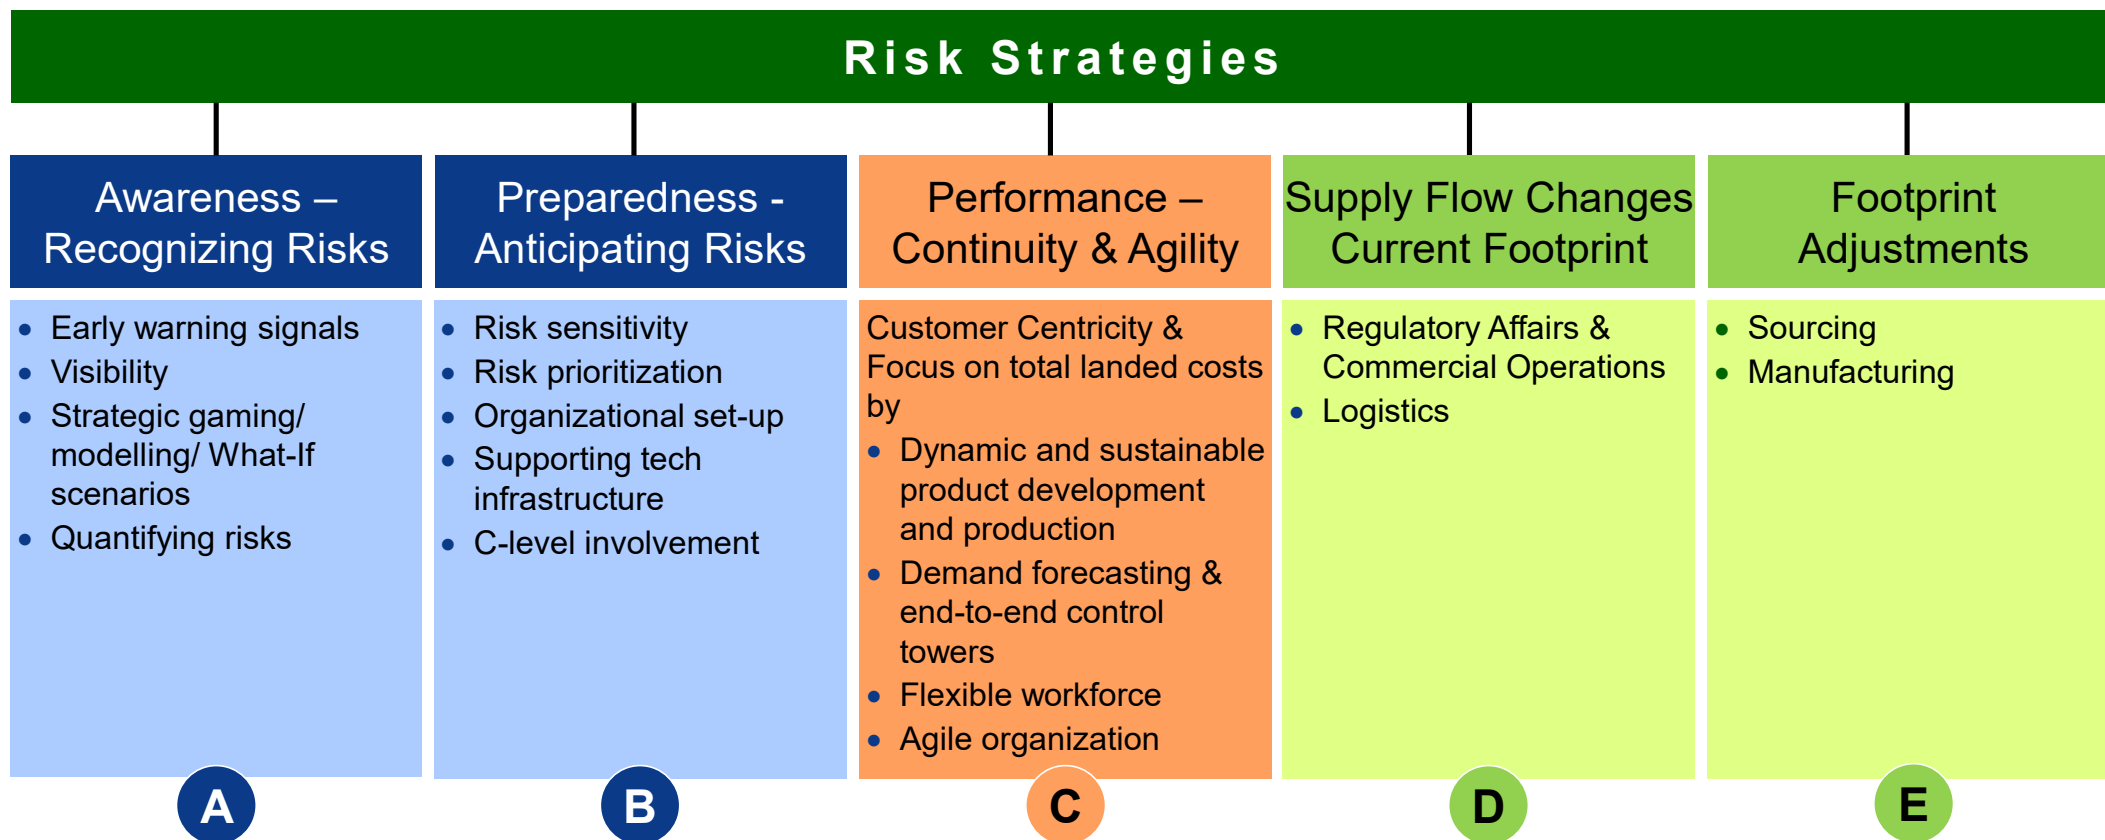 Risk Strategies
Awareness –
Recognizing Risks
• Early warning signals
• Visibility
• Strategic gaming/
modelling/ What-If
scenarios
• Quantifying risks
A
Preparedness -
Anticipating Risks
• Risk sensitivity
• Risk prioritization
• Organizational set-up
• Supporting tech
infrastructure
• C-level involvement
B
Performance –
Continuity & Agility
Customer Centricity &
Focus on total landed costs
by
• Dynamic and sustainable
product development
and production
• Demand forecasting &
end-to-end control
towers
• Flexible workforce
• Agile organization
C
Supply Flow Changes
Current Footprint
• Regulatory Affairs &
Commercial Operations
• Logistics
D
Footprint
Adjustments
• Sourcing
• Manufacturing
E